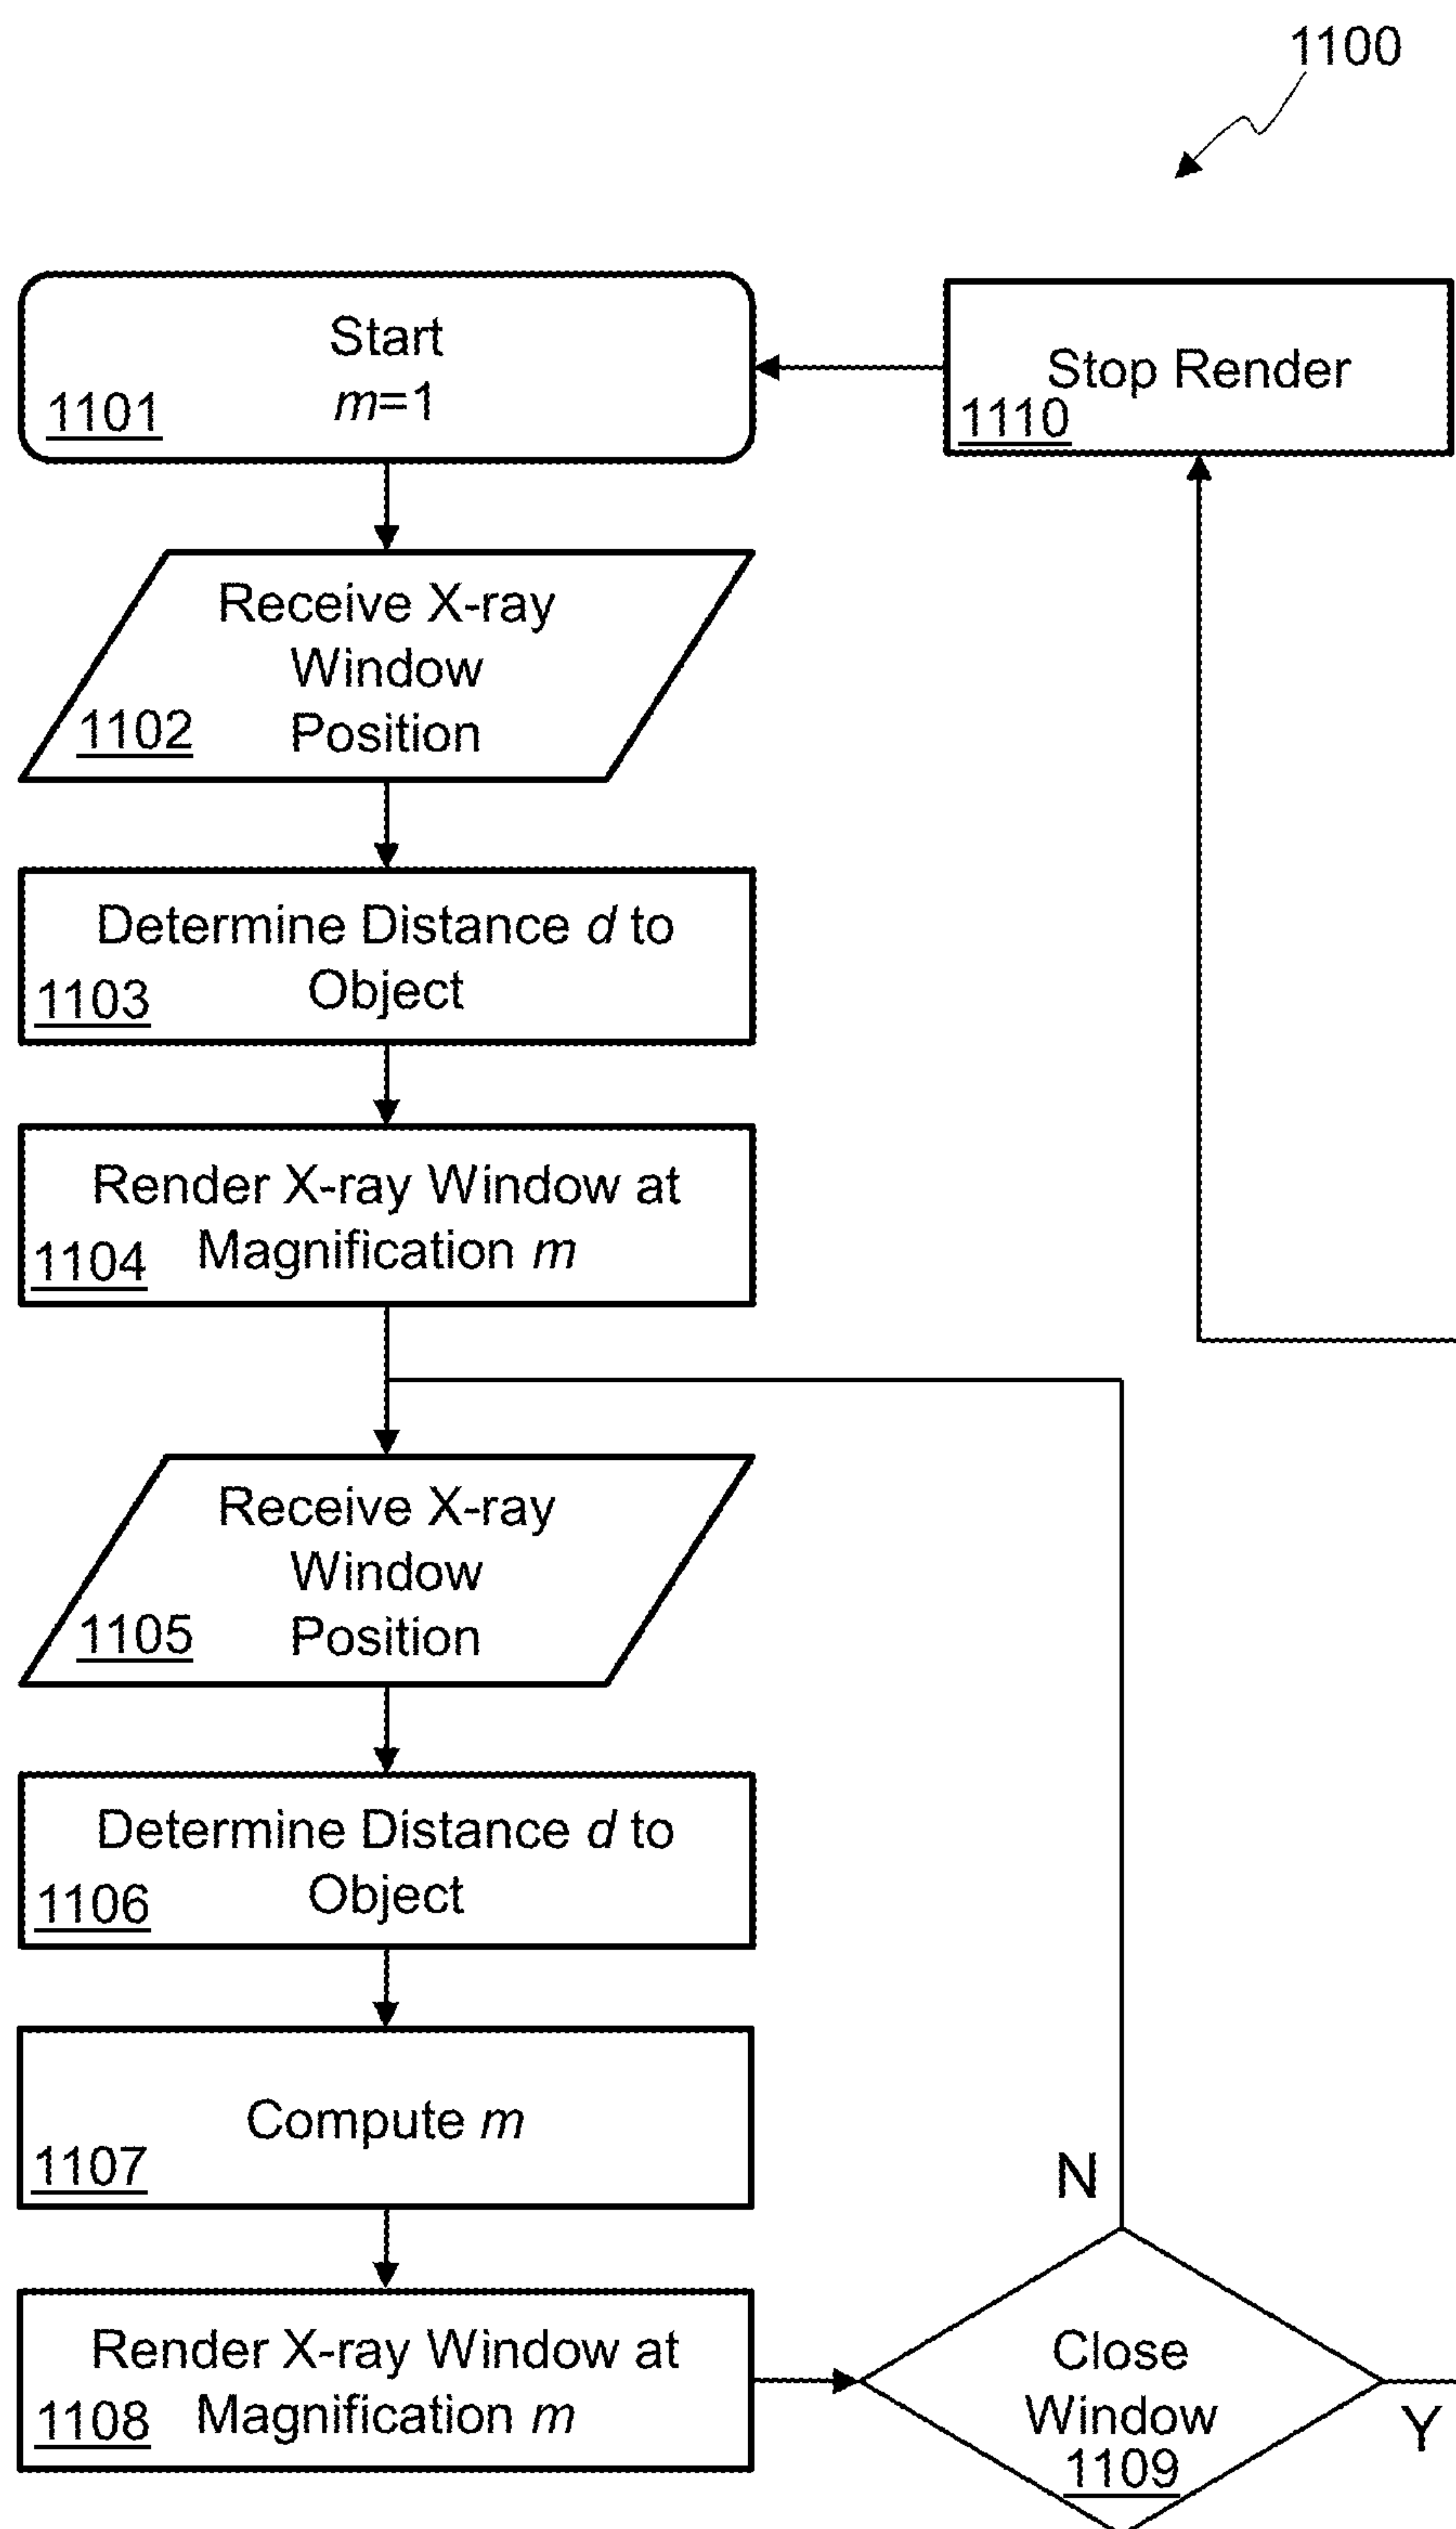 1100
Start
m=1
1101
Stop Render
1110
Receive X-ray
Window
Position
1102
Determine Distance d to
Object
1103
Render X-ray Window at
Magnification m
1104
Receive X-ray
Window
Position
1105
Determine Distance d to
Object
1106
Compute m
1107
Render X-ray Window at
Magnification m
1108
N
Close
Window
1109
Y